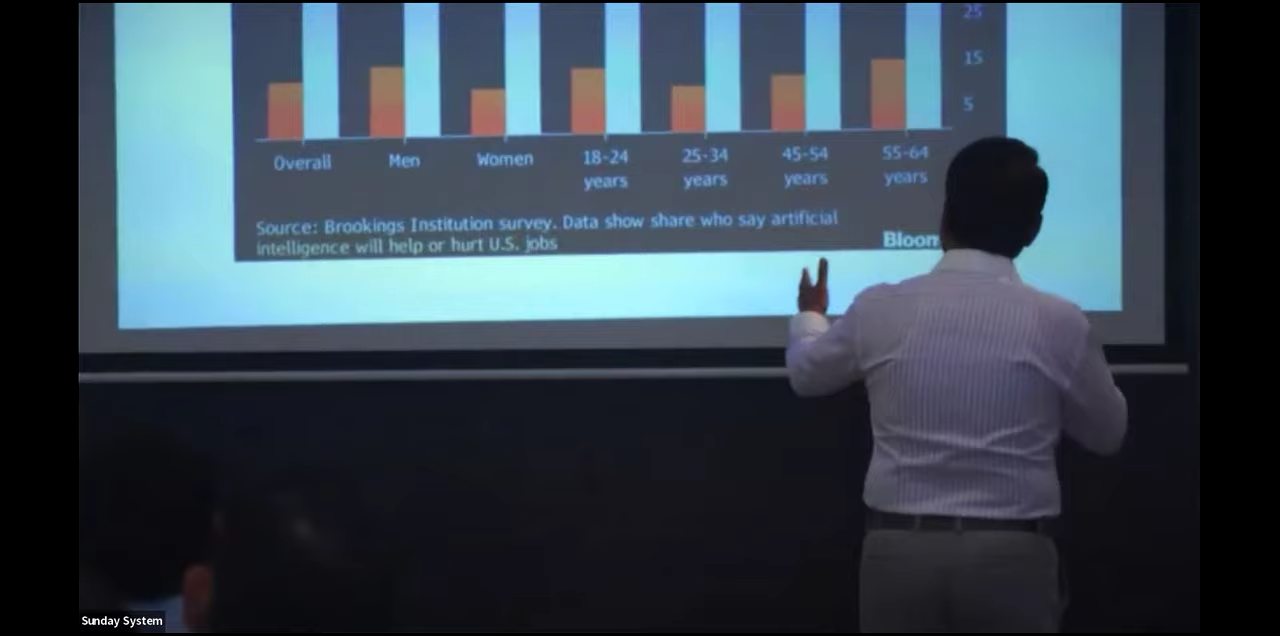 25
15
5
Overall Men Women 18-24 25-34 45-54 55-64
years years years years
Source: Brookings Institution survey. Data show share who say artificial
intelligence will help or hurt U.S. jobs
Bloom
Sunday System